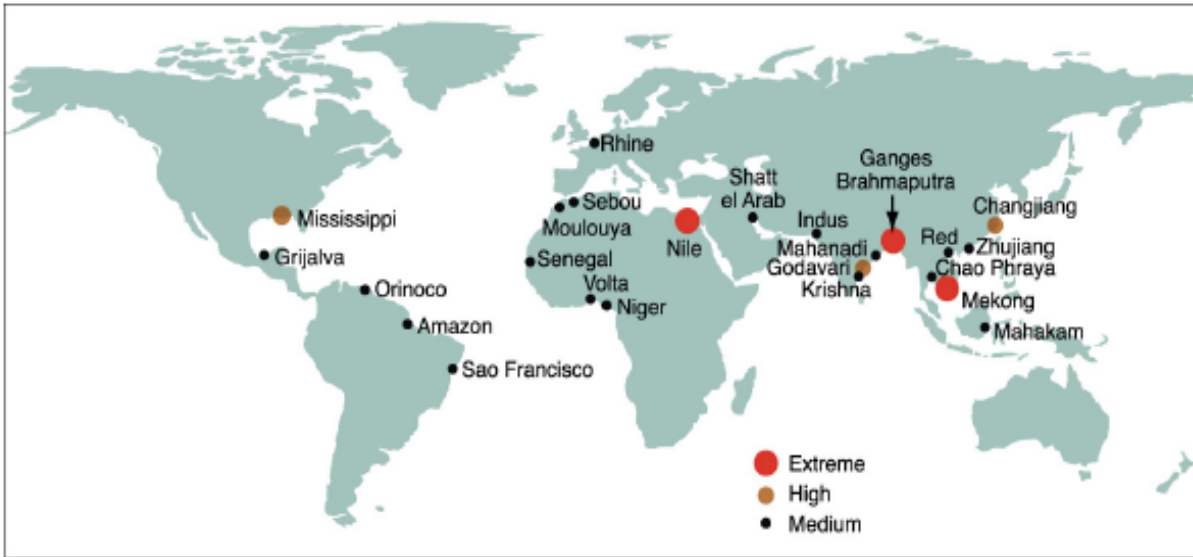 Rhine
Ganges
Brahmaputra
Shatt
el Arab
Changjiang
Sebou
Moulouya
Mississippi
Indus
Red
Nile
Mahanadi
Zhujiang
Grijalva
Senegal
Godavari
Chao Phraya
Volta
Krishna
Orinoco
Niger
Mekong
Amazon
Mahakam
Sao Francisco
Extreme
High
Medium